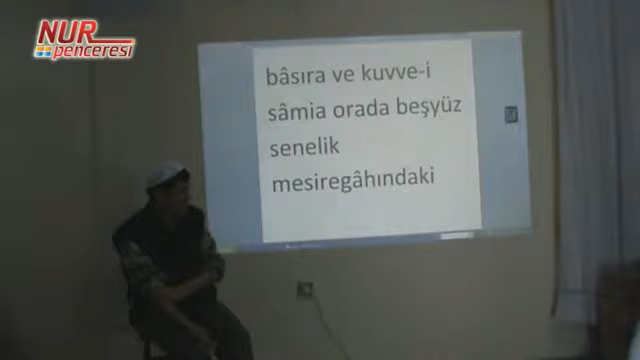 NUR
penceresi
bâsıra ve kuvve-i
sâmia orada beşyüz
senelik
mesiregâhındaki